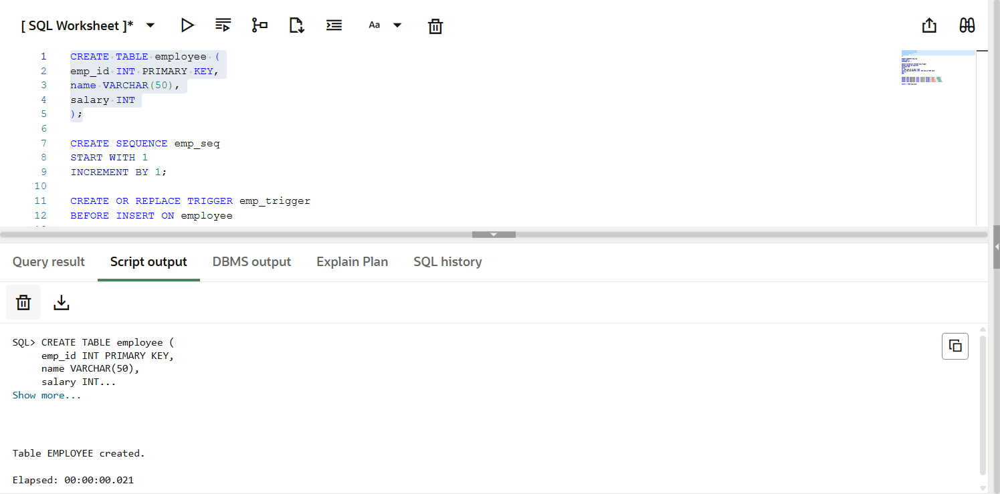 [ SQL Worksheet ]*
Aa
1 CREATE TABLE employee (
2 emp_id INT PRIMARY KEY,
3 name VARCHAR(50),
4 salary INT
5 );
6
7 CREATE SEQUENCE emp_seq
8 START WITH 1
9 INCREMENT BY 1;
10
11 CREATE OR REPLACE TRIGGER emp_trigger
12 BEFORE INSERT ON employee
Query result Script output DBMS output Explain Plan SQL history
SQL> CREATE TABLE employee (
emp_id INT PRIMARY KEY,
name VARCHAR(50),
salary INT...
Show more...
Table EMPLOYEE created.
Elapsed: 00:00:00.021